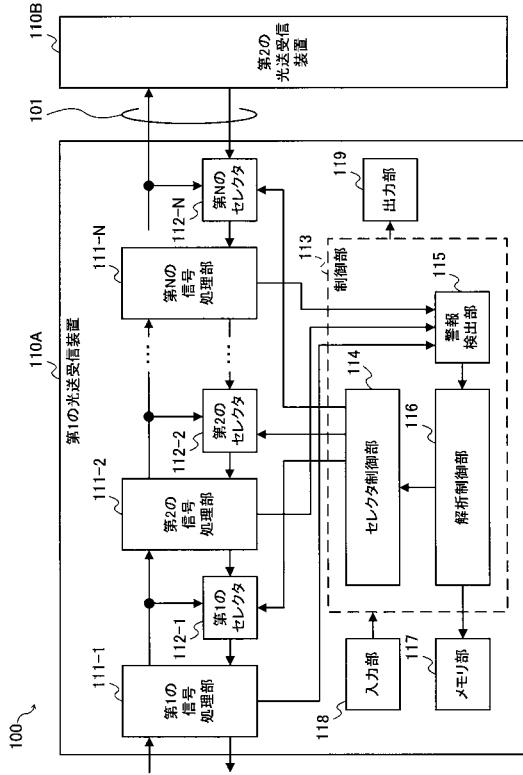 100
110A
第1の光送受信装置
110B
第2の光送受信
装置
101
111-1
第1の信号
処理部
112-1
第1の
セレクタ
111-2
第2の信号
処理部
112-2
第2の
セレクタ
…
…
111-N
第Nの
信号
処理部
112-N
第Nの
セレクタ
113
制御部
114
セレクタ制御部
115
警報
検出部
116
解析制御部
117
メモリ部
118
入力部
119
出力部